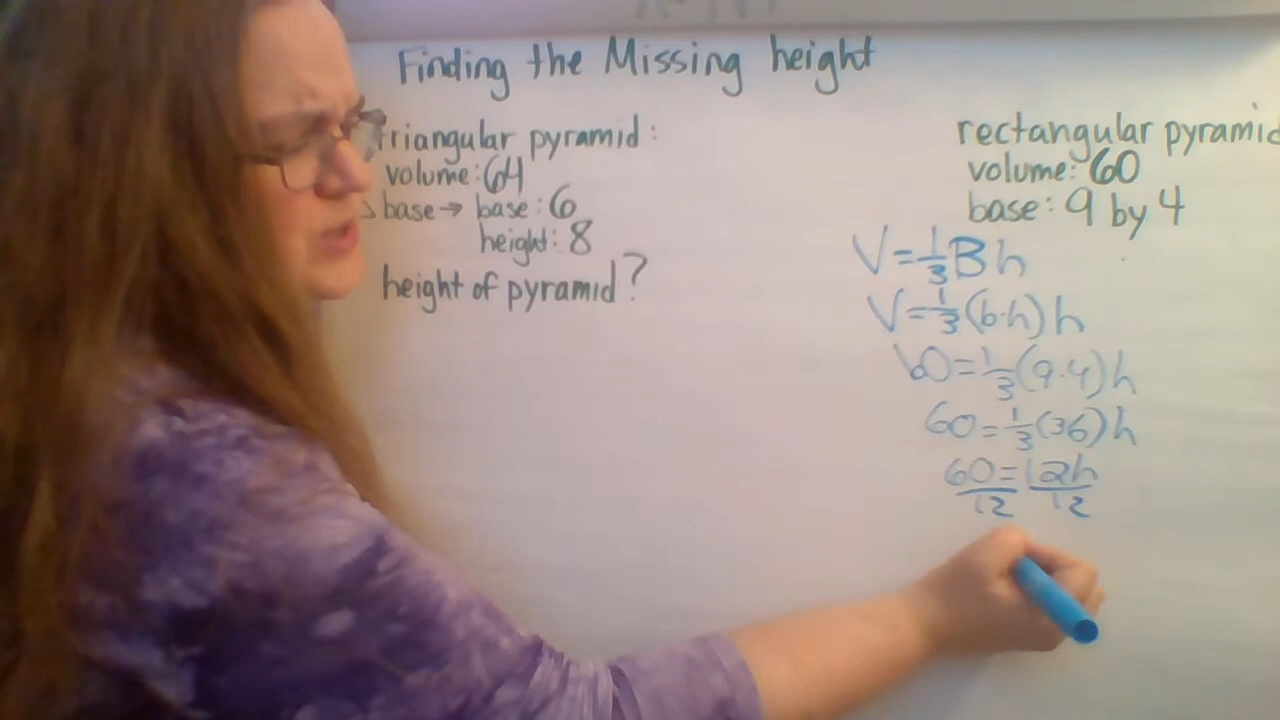 Finding the Missing height
triangular pyramid:
volume: 64
base → base: 6
height: 8
height of pyramid?
rectangular pyramid
volume: 60
base: 9 by 4
V=1/3Bh
V=1/3(b·h)h
60=1/3(9·4)h
60=1/3(36)h
60=12h
12 12